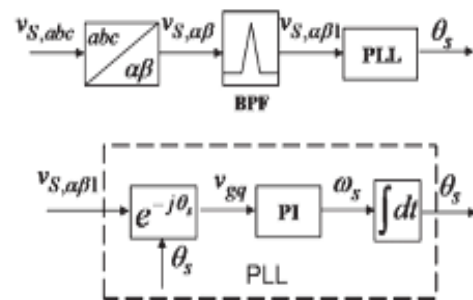 v_{S,abc} abc αβ v_{S,αβ} BPF v_{S,αβ1} PLL θ_s
v_{S,αβ1} e^{-jθ_s} v_{gq} PI ω_s ∫dt θ_s
θ_s
PLL